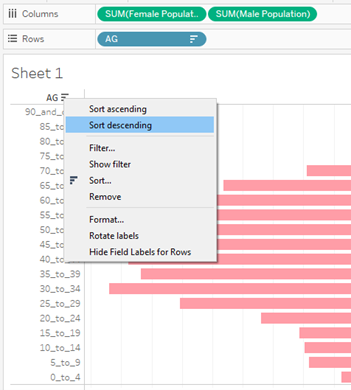 Columns SUM(Female Populat.. SUM(Male Population)
Rows AG
Sheet 1
AG
Sort ascending
Sort descending
Filter...
Show filter
Sort...
Remove
Format...
Rotate labels
Hide Field Labels for Rows
90_and_o
85_to_
80_to_
75_to_
70_to_
65_to_
60_to_
55_to_
50_to_
45_to_
40_to_
35_to_39
30_to_34
25_to_29
20_to_24
15_to_19
10_to_14
5_to_9
0_to_4